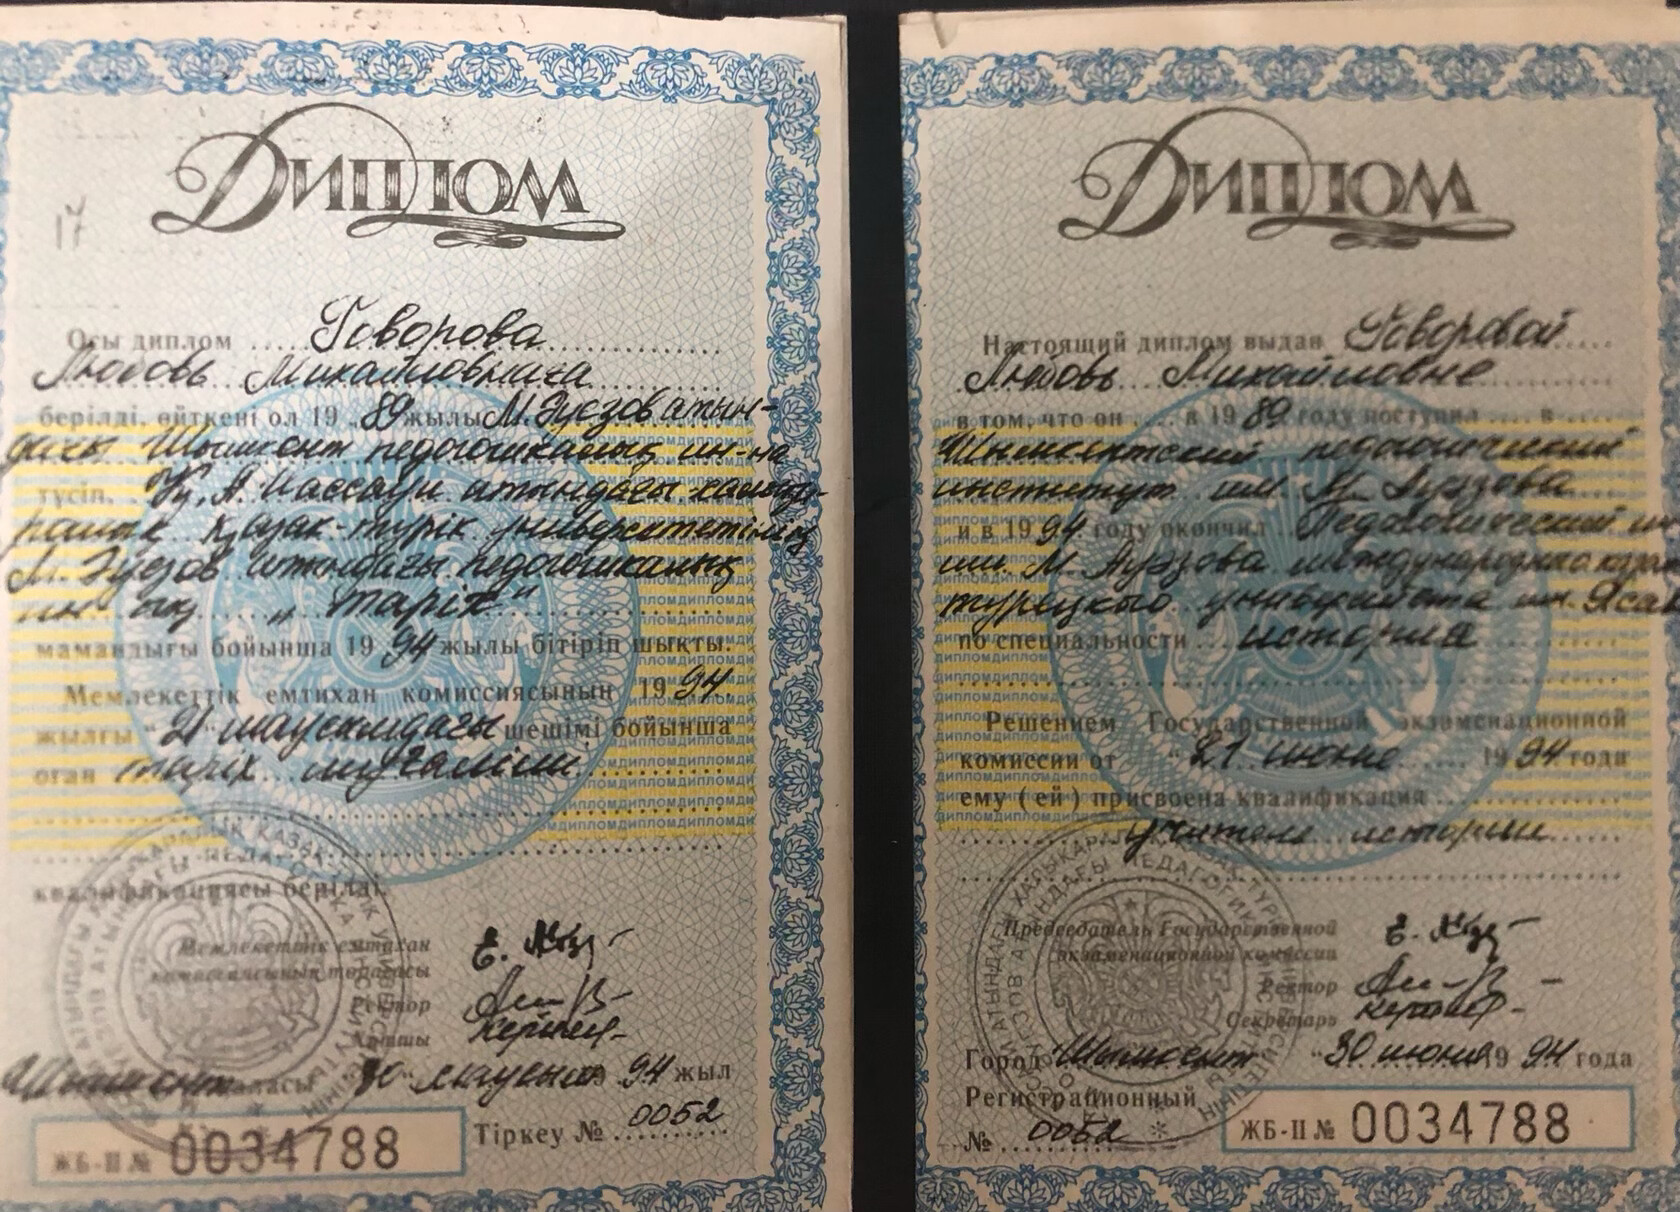 17
Диплом
Осы диплом Говорова
Любовь Михайловнаға
берілді, өйткені ол 19 89 жылы М. Әуезов атын-
дағы Шымкент педагогикалық ин-на
түсіп, Қ. А. Яссауи атындағы халықа-
ралық қазақ-түрік университетінің
М. Әуезов атындағы педагогикалық
"тарих"
мамандығы бойынша 19 94 жылы бітіріп шықты.
Мемлекеттік емтихан комиссиясының 19 94
жылғы "21" маусымдағы шешімі бойынша
оған тарих мұғалімі
квалификациясы берілді.
Мемлекеттік емтихан
комиссиясының төрағасы
Ректор
Хатшы
Шымкент қаласы "30" маусым 19 94 жыл
Тіркеу № 0052
ЖБ-II № 0034788
Диплом
Настоящий диплом выдан Говоровой
Любовь Михайловне
в том, что он в 19 89 году поступил в
Шымкентский педагогический
институт им. М. Ауэзова
и в 19 94 году окончил Педагогический
им. М. Ауэзова международного
турецкого университета им.
по специальности история
Решением Государственной экзаменационной
комиссии от "21 июня 19 94 года
ему (ей) присвоена квалификация
учитель истории
Председатель Государственной
экзаменационной комиссии
Ректор
Секретарь
Город Шымкент "30 июня 19 94 года
Регистрационный
№ 0052
ЖБ-II № 0034788